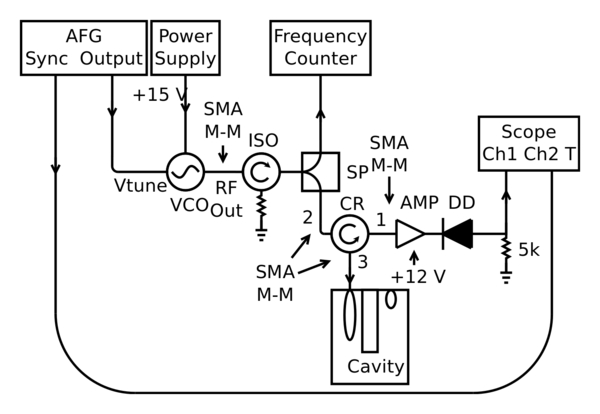 AFG
Sync Output
Power
Supply
Frequency
Counter
+15 V
SMA
M-M
ISO
SMA
M-M
Scope
Ch1 Ch2 T
SP
Vtune
VCO
RF
Out
CR
AMP DD
2
1
3
5k
SMA
M-M
+12 V
Cavity